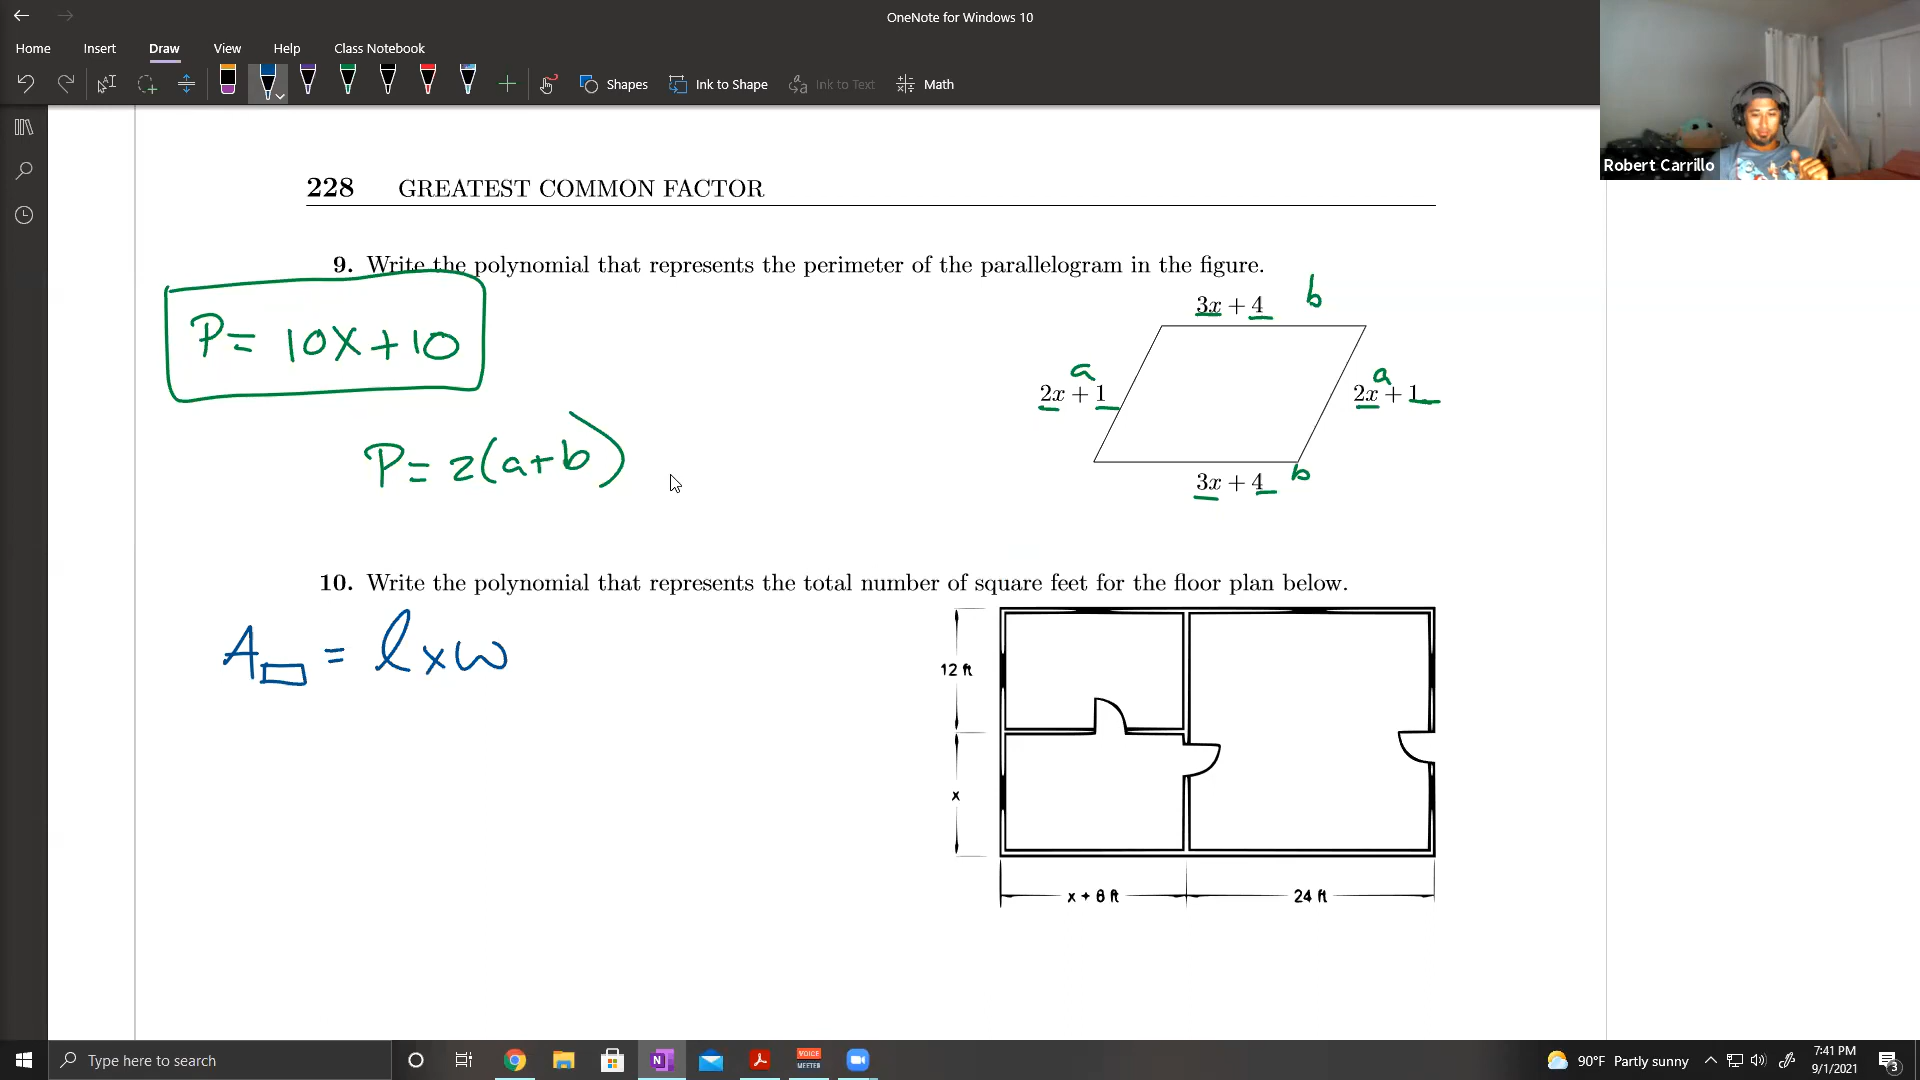 OneNote for Windows 10
Home Insert Draw View Help Class Notebook
Shapes Ink to Shape Ink to Text Math
Robert Carrillo
228 GREATEST COMMON FACTOR
9. Write the polynomial that represents the perimeter of the parallelogram in the figure.
3x + 4 b
P = 10x + 10
a a
2x + 1 2x + 1
P = 2(a+b)
3x + 4 b
10. Write the polynomial that represents the total number of square feet for the floor plan below.
A▭ = l x w
12 ft
x
x + 8 ft 24 ft
Type here to search
N
VOICE
MEETER
90°F Partly sunny
7:41 PM
9/1/2021
3